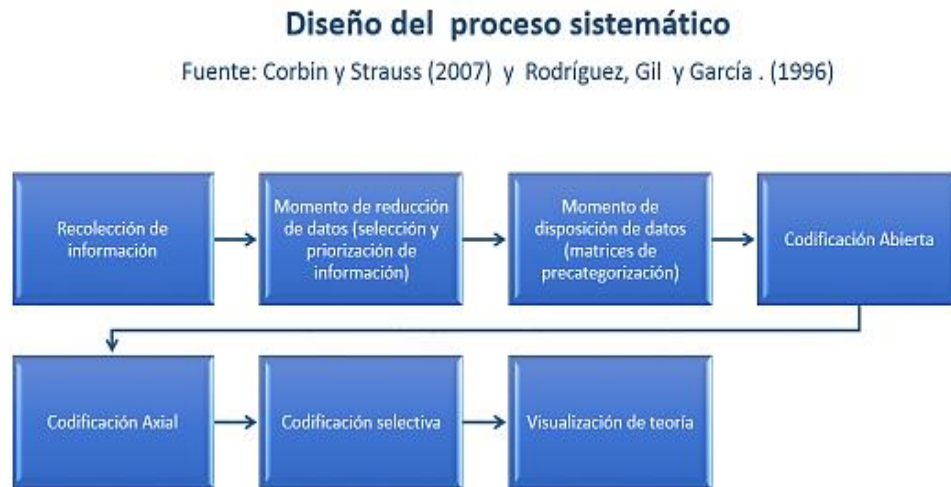 Diseño del proceso sistemático
Fuente: Corbin y Strauss (2007) y Rodríguez, Gil y García . (1996)
Recolección de
información
Momento de reducción
de datos (selección y
priorización de
información)
Momento de
disposición de datos
(matrices de
precategorización)
Codificación Abierta
Codificación Axial
Codificación selectiva
Visualización de teoría